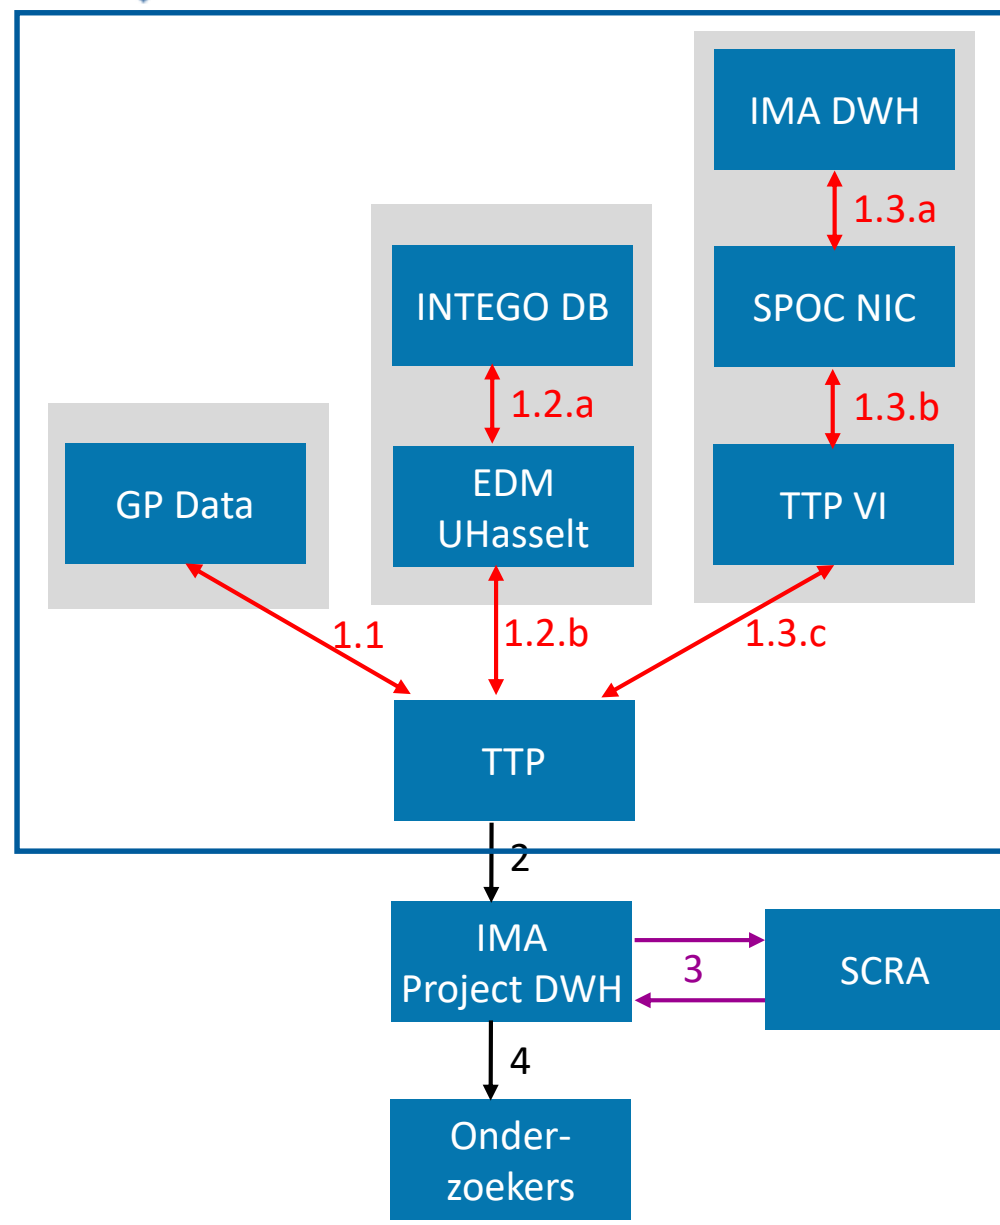 IMA DWH
1.3.a
INTEGO DB
SPOC NIC
1.2.a
1.3.b
GP Data
EDM
UHasselt
TTP VI
1.1
1.2.b
1.3.c
TTP
2
IMA
Project DWH
3
SCRA
4
Onder-
zoekers